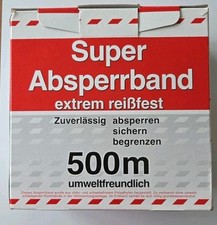 Super
Absperrband
extrem reißfest
Zuverlässig absperren
sichern
begrenzen
500m
umweltfreundlich